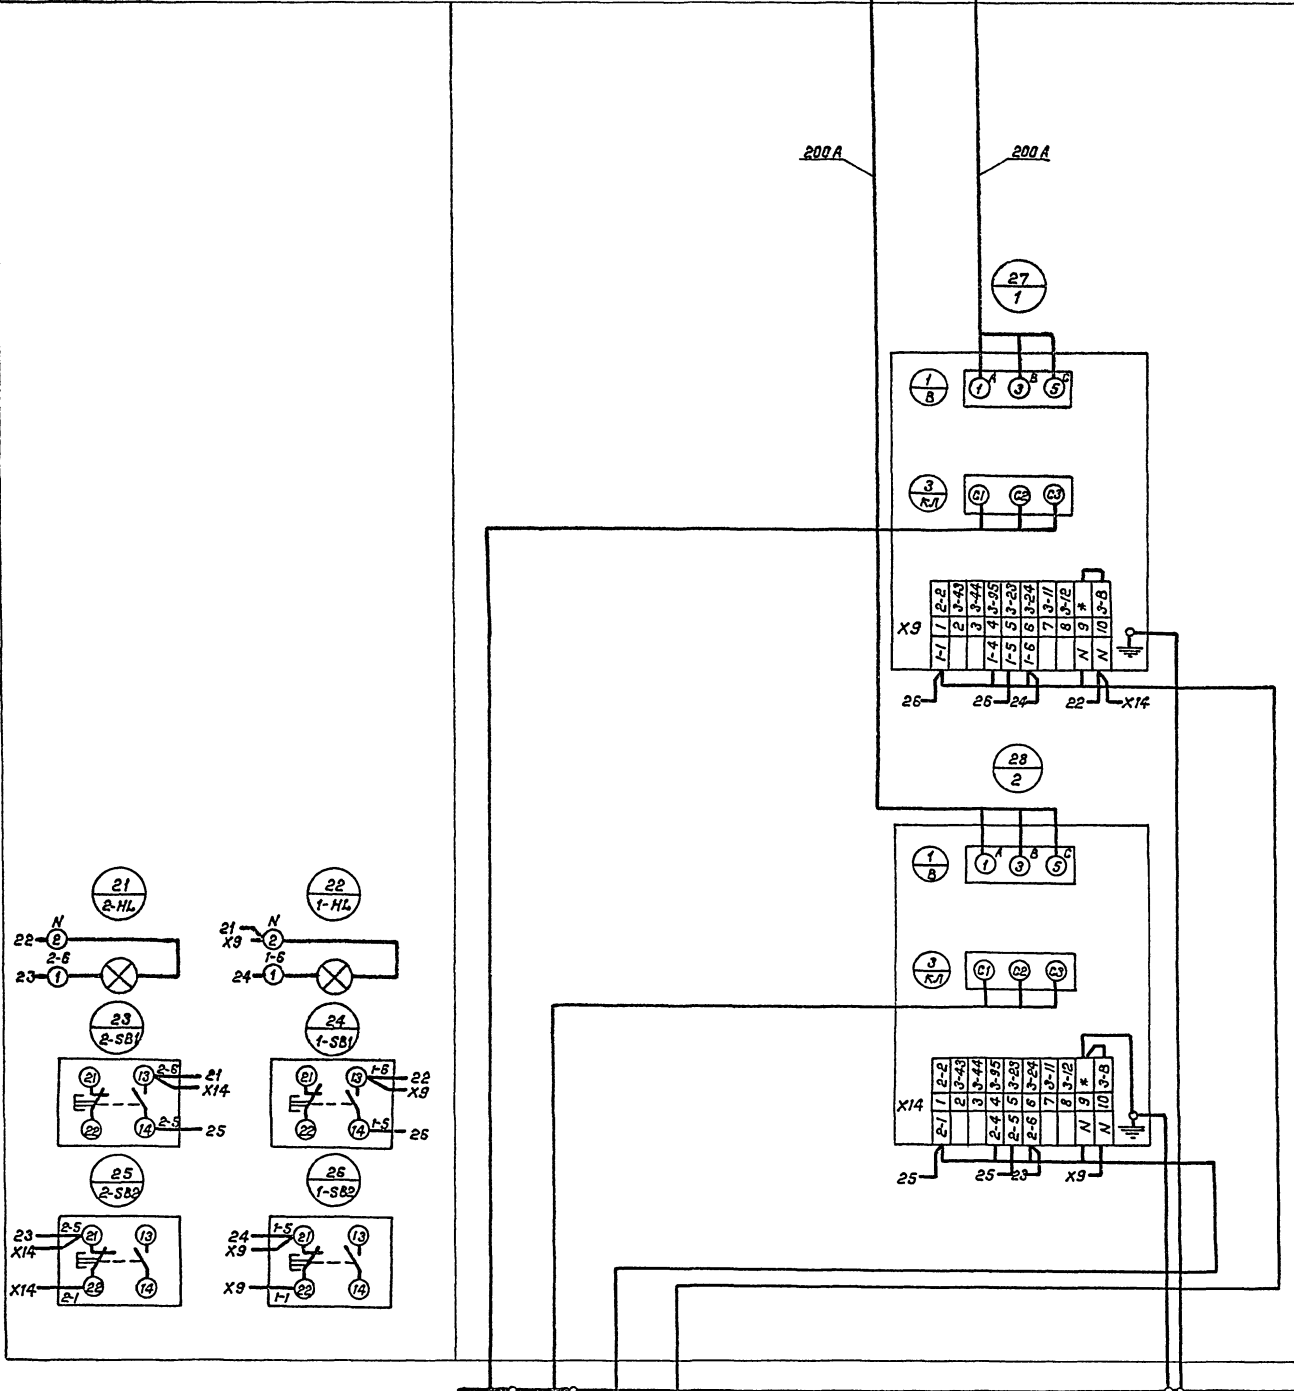 200А 200А
27
1
1
В
1 А 3 В 5 С
3
КЛ
С1 С2 С3
2-2 3-43 3-44 3-95 3-23 3-24 3-11 3-12 * 3-В
Х9 1 2 3 4 5 6 7 8 9 10
1-1 1-4 1-5 1-6 N N
26 26 24 22 Х14
28
2
1
В
1 А 3 В 5 С
3
КЛ
С1 С2 С3
2-2 3-43 3-44 3-95 3-23 3-24 3-11 3-12 * 3-В
Х14 1 2 3 4 5 6 7 8 9 10
2-1 2-4 2-5 2-6 N N
25 25 23 Х9
21
2-HL
N
22 2
2-6
23 1
22
1-HL
21 N
Х9 2
1-6
24 1
23
2-SB1
21 13 2-6 21
Х14
22 14 2-5 25
24
1-SB1
21 13 1-6 22
Х9
22 14 1-5 26
25
2-SB2
23 2-5 21 13
Х14
Х14 22 14
2-1
26
1-SB2
24 1-5 21 13
Х9
Х9 22 14
1-1